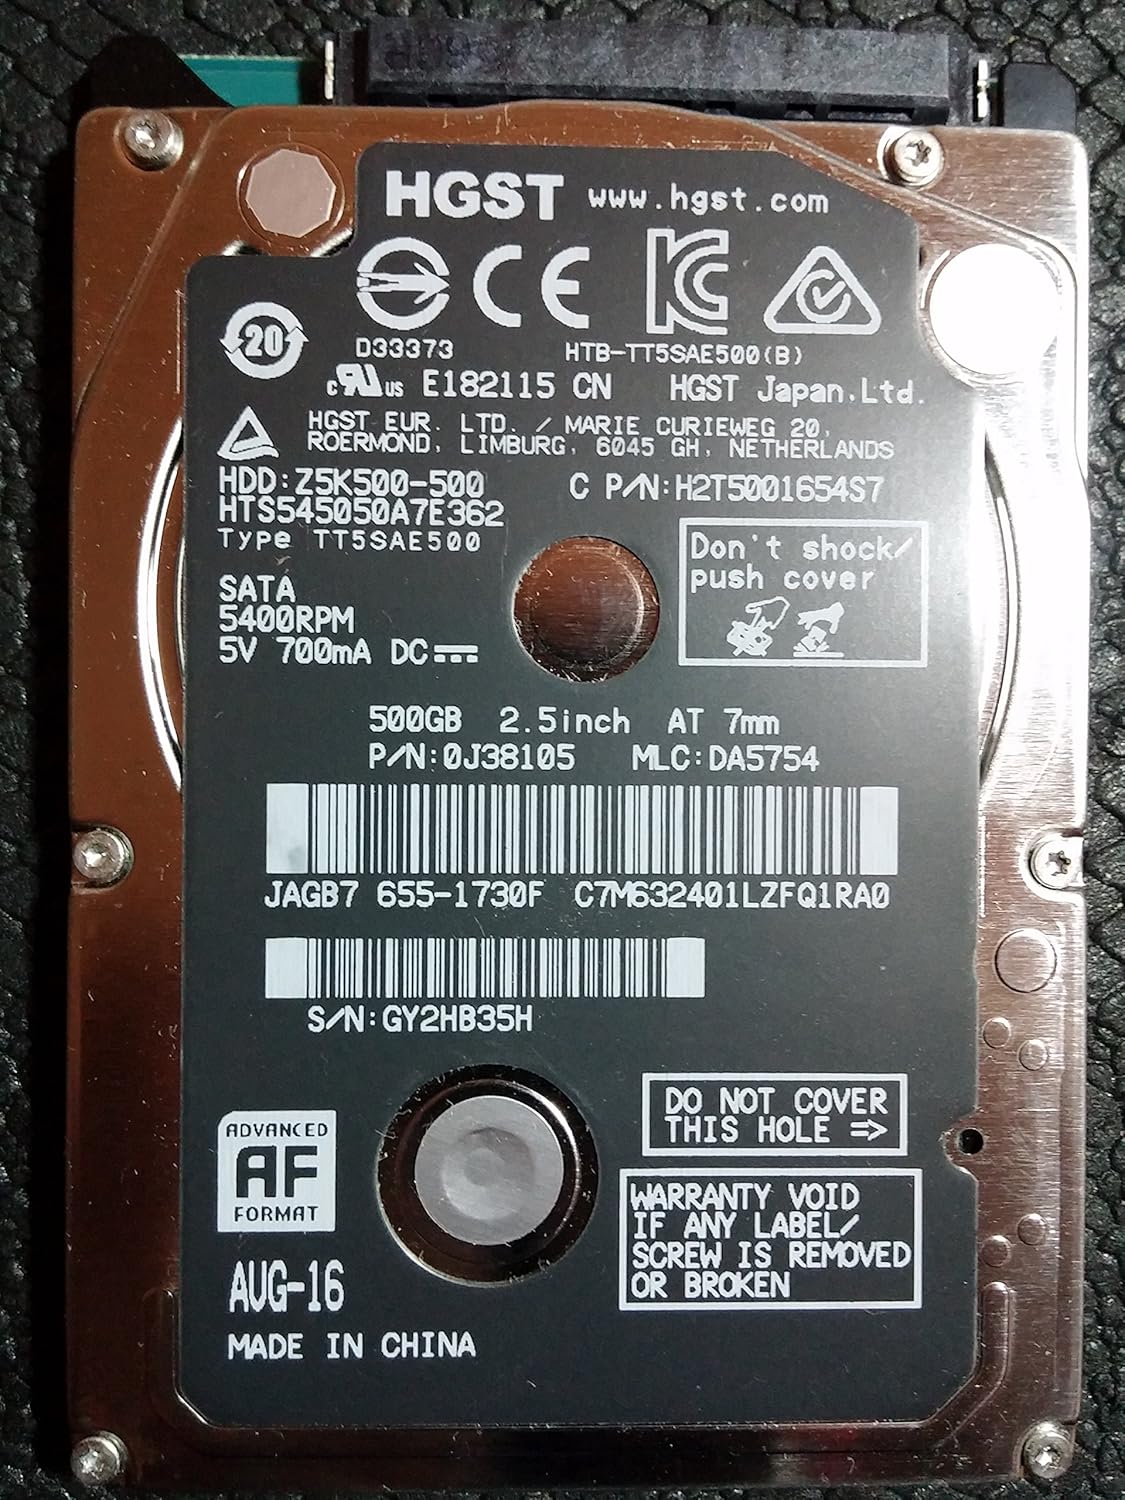 HGST www.hgst.com
CE
20
D33373 HTB-TT5SAE500(B)
c UR us E182115 CN HGST Japan.Ltd.
HGST EUR. LTD. / MARIE CURIEWEG 20,
ROERMOND, LIMBURG, 6045 GH, NETHERLANDS
HDD:Z5K500-500 C P/N:H2T5001654S7
HTS545050A7E362
Type TT5SAE500
Don't shock/
push cover
SATA
5400RPM
5V 700mA DC
500GB 2.5inch AT 7mm
P/N:0J38105 MLC:DA5754
JAGB7 655-1730F C7M632401LZFQ1RA0
S/N:GY2HB35H
DO NOT COVER
THIS HOLE =>
ADVANCED
AF
FORMAT
WARRANTY VOID
IF ANY LABEL/
SCREW IS REMOVED
OR BROKEN
AUG-16
MADE IN CHINA